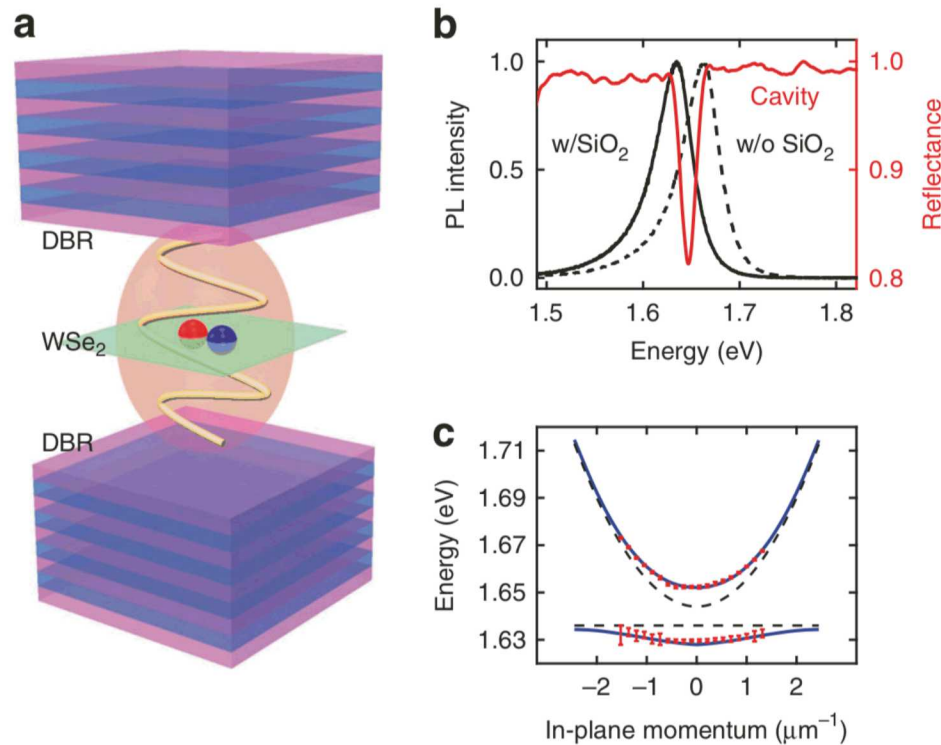 a
DBR
WSe2
DBR
b
PL intensity
1.0
0.5
0.0
w/SiO2
Cavity
w/o SiO2
1.0
0.9
0.8
Reflectance
1.5 1.6 1.7 1.8
Energy (eV)
c
Energy (eV)
1.71
1.69
1.67
1.65
1.63
−2 −1 0 1 2
In-plane momentum (μm−1)